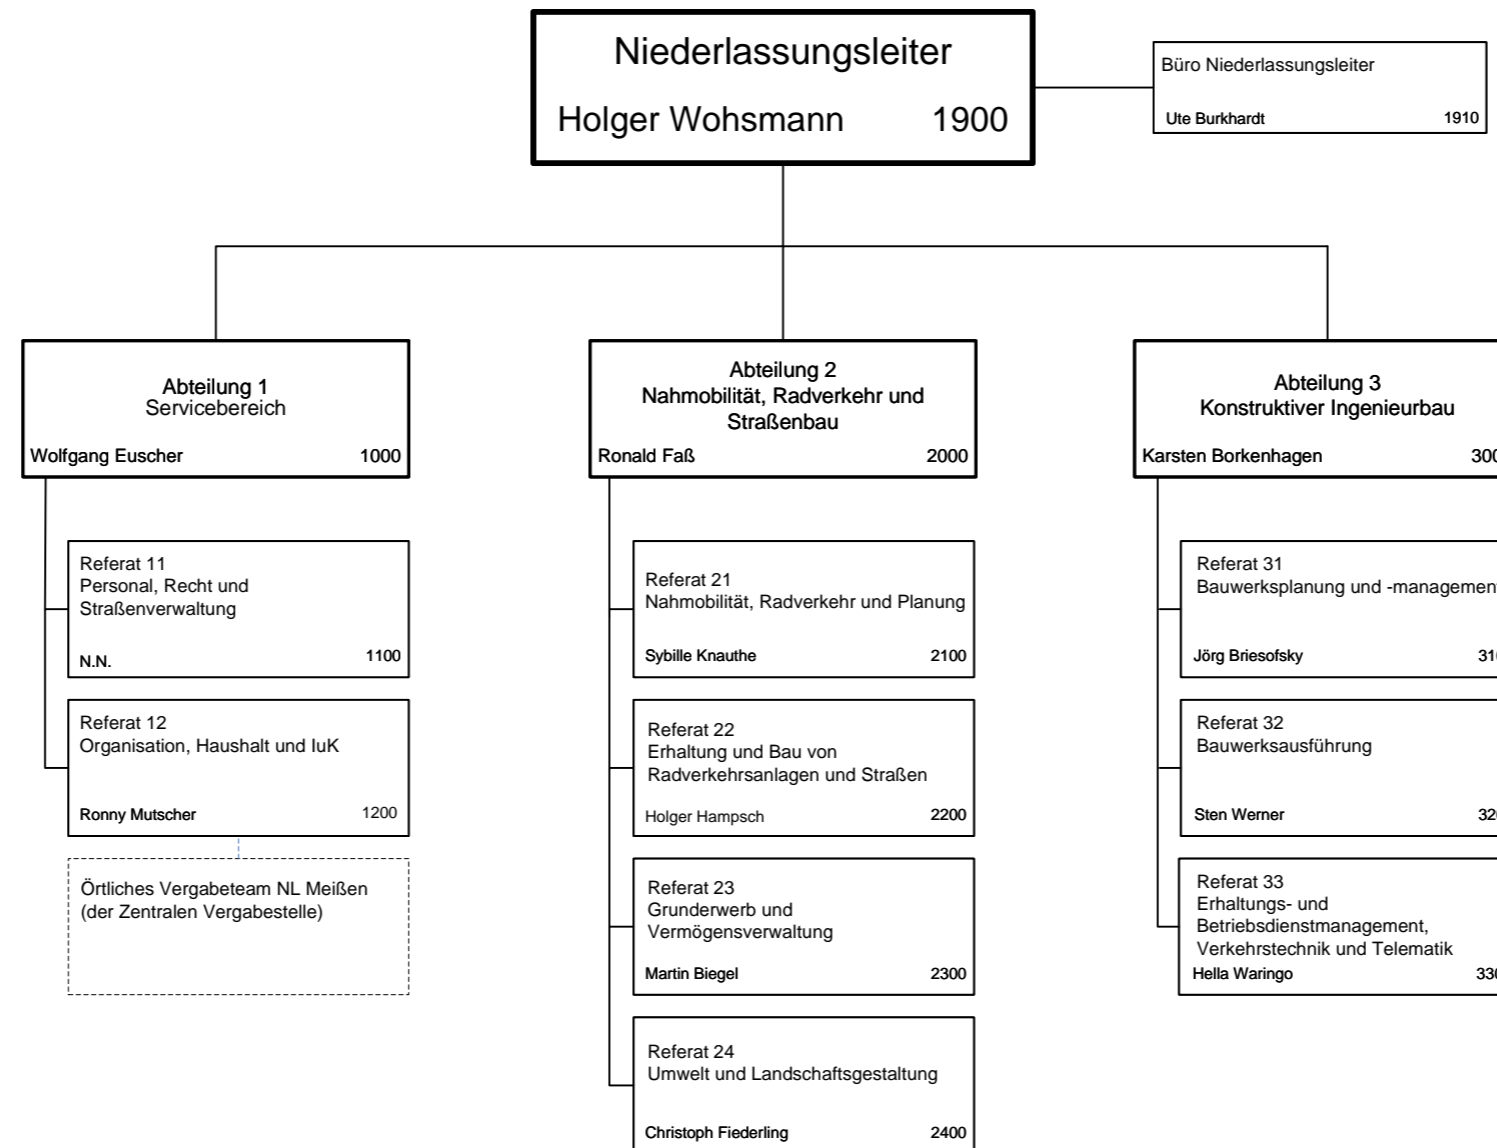 Niederlassungsleiter
Holger Wohsmann 1900
Büro Niederlassungsleiter
Ute Burkhardt 1910
Abteilung 1
Servicebereich
Wolfgang Euscher 1000
Referat 11
Personal, Recht und
Straßenverwaltung
N.N. 1100
Referat 12
Organisation, Haushalt und IuK
Ronny Mutscher 1200
Örtliches Vergabeteam NL Meißen
(der Zentralen Vergabestelle)
Abteilung 2
Nahmobilität, Radverkehr und
Straßenbau
Ronald Faß 2000
Referat 21
Nahmobilität, Radverkehr und Planung
Sybille Knauthe 2100
Referat 22
Erhaltung und Bau von
Radverkehrsanlagen und Straßen
Holger Hampsch 2200
Referat 23
Grunderwerb und
Vermögensverwaltung
Martin Biegel 2300
Referat 24
Umwelt und Landschaftsgestaltung
Christoph Fiederling 2400
Abteilung 3
Konstruktiver Ingenieurbau
Karsten Borkenhagen
Referat 31
Bauwerksplanung und -management
Jörg Briesofsky
Referat 32
Bauwerksausführung
Sten Werner
Referat 33
Erhaltungs- und
Betriebsdienstmanagement,
Verkehrstechnik und Telematik
Hella Waringo